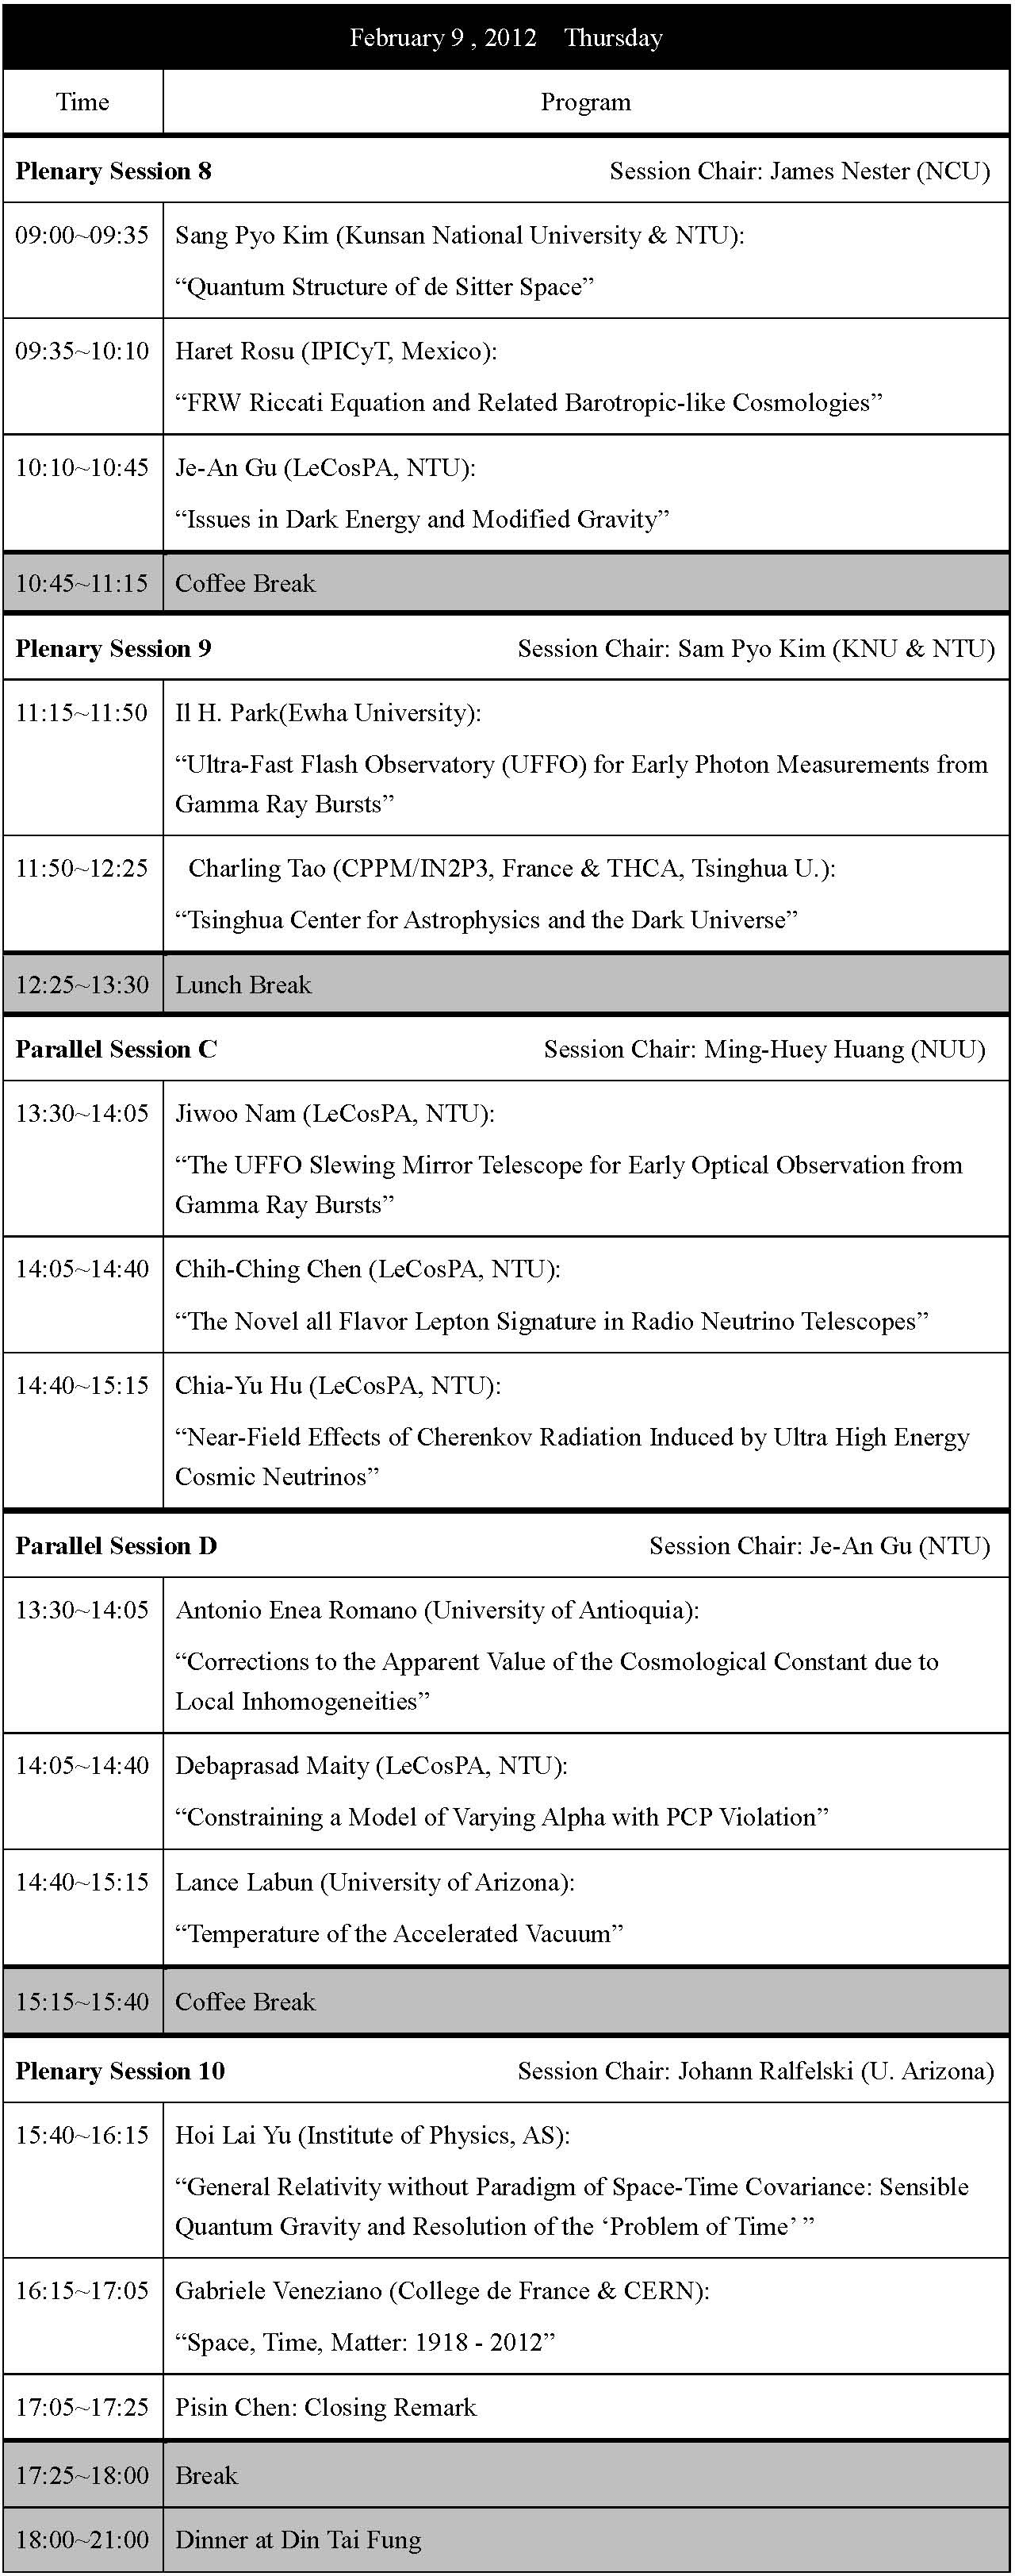 February 9 , 2012 Thursday
Time Program
Plenary Session 8 Session Chair: James Nester (NCU)
09:00~09:35 Sang Pyo Kim (Kunsan National University & NTU):
“Quantum Structure of de Sitter Space”
09:35~10:10 Haret Rosu (IPICyT, Mexico):
“FRW Riccati Equation and Related Barotropic-like Cosmologies”
10:10~10:45 Je-An Gu (LeCosPA, NTU):
“Issues in Dark Energy and Modified Gravity”
10:45~11:15 Coffee Break
Plenary Session 9 Session Chair: Sam Pyo Kim (KNU & NTU)
11:15~11:50 Il H. Park(Ewha University):
“Ultra-Fast Flash Observatory (UFFO) for Early Photon Measurements from
Gamma Ray Bursts”
11:50~12:25 Charling Tao (CPPM/IN2P3, France & THCA, Tsinghua U.):
“Tsinghua Center for Astrophysics and the Dark Universe”
12:25~13:30 Lunch Break
Parallel Session C Session Chair: Ming-Huey Huang (NUU)
13:30~14:05 Jiwoo Nam (LeCosPA, NTU):
“The UFFO Slewing Mirror Telescope for Early Optical Observation from
Gamma Ray Bursts”
14:05~14:40 Chih-Ching Chen (LeCosPA, NTU):
“The Novel all Flavor Lepton Signature in Radio Neutrino Telescopes”
14:40~15:15 Chia-Yu Hu (LeCosPA, NTU):
“Near-Field Effects of Cherenkov Radiation Induced by Ultra High Energy
Cosmic Neutrinos”
Parallel Session D Session Chair: Je-An Gu (NTU)
13:30~14:05 Antonio Enea Romano (University of Antioquia):
“Corrections to the Apparent Value of the Cosmological Constant due to
Local Inhomogeneities”
14:05~14:40 Debaprasad Maity (LeCosPA, NTU):
“Constraining a Model of Varying Alpha with PCP Violation”
14:40~15:15 Lance Labun (University of Arizona):
“Temperature of the Accelerated Vacuum”
15:15~15:40 Coffee Break
Plenary Session 10 Session Chair: Johann Ralfelski (U. Arizona)
15:40~16:15 Hoi Lai Yu (Institute of Physics, AS):
“General Relativity without Paradigm of Space-Time Covariance: Sensible
Quantum Gravity and Resolution of the ‘Problem of Time’ ”
16:15~17:05 Gabriele Veneziano (College de France & CERN):
“Space, Time, Matter: 1918 - 2012”
17:05~17:25 Pisin Chen: Closing Remark
17:25~18:00 Break
18:00~21:00 Dinner at Din Tai Fung